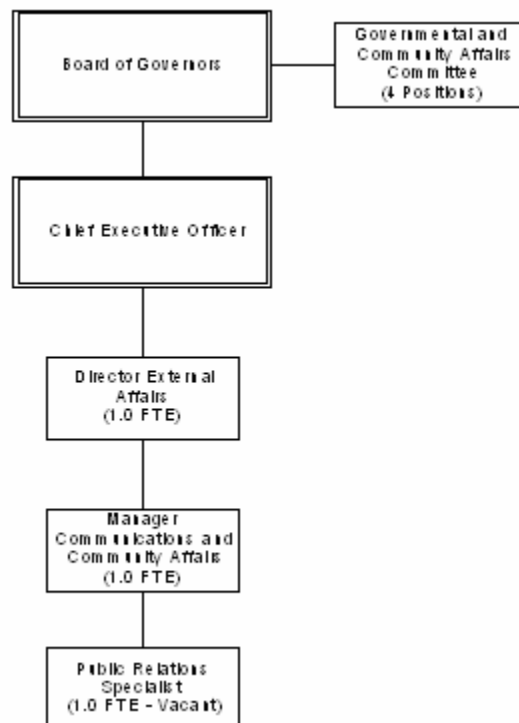 Board of Governors
Governmental and
Community Affairs
Committee
(4 Positions)
Chief Executive Officer
Director External
Affairs
(1.0 FTE)
Manager
Communications and
Community Affairs
(1.0 FTE)
Public Relations
Specialist
(1.0 FTE - Vacant)